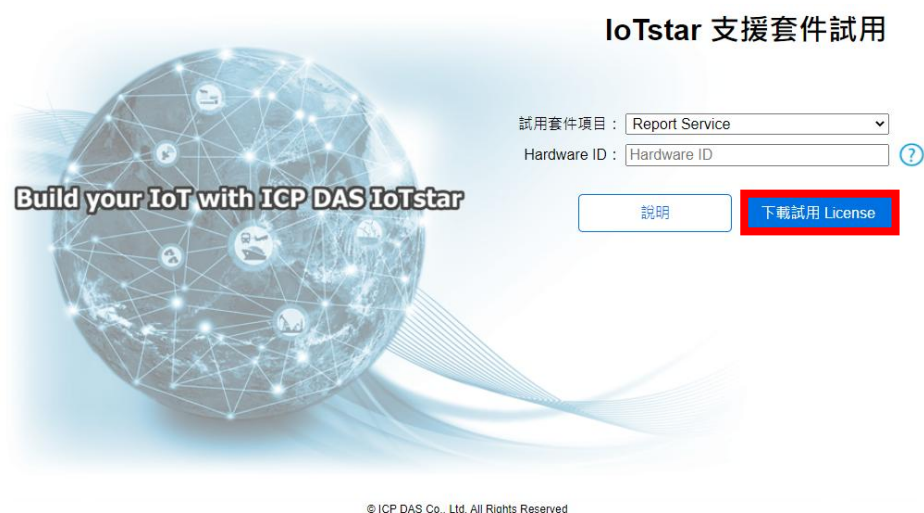 IoTstar 支援套件試用
試用套件項目： Report Service
Hardware ID： Hardware ID
?
Build your IoT with ICP DAS IoTstar
說明 下載試用 License
© ICP DAS Co., Ltd. All Rights Reserved